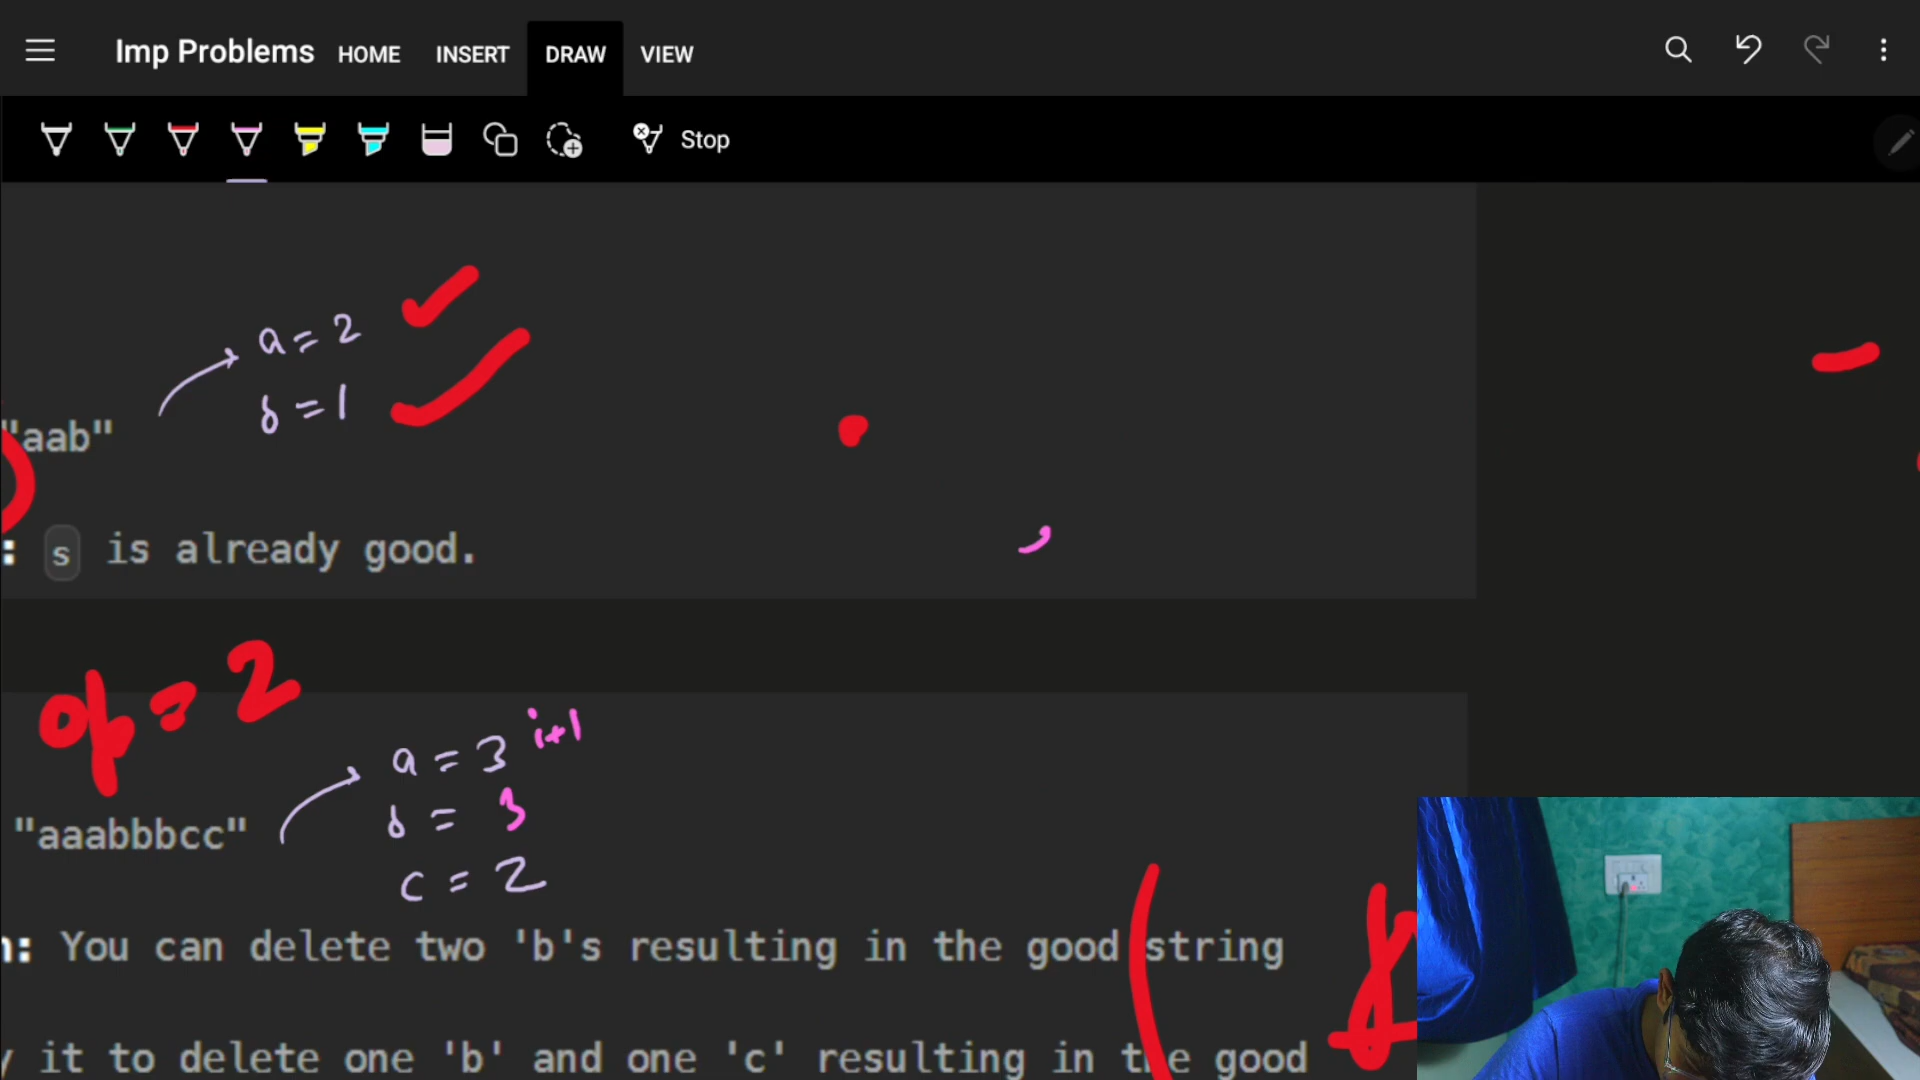 Imp Problems HOME INSERT DRAW VIEW
Stop
a = 2
b = 1
"aab"
: s is already good.
op = 2
a = 3 i+1
b = 3
"aaabbbcc"
c = 2
n: You can delete two 'b's resulting in the good string
y it to delete one 'b' and one 'c' resulting in the good